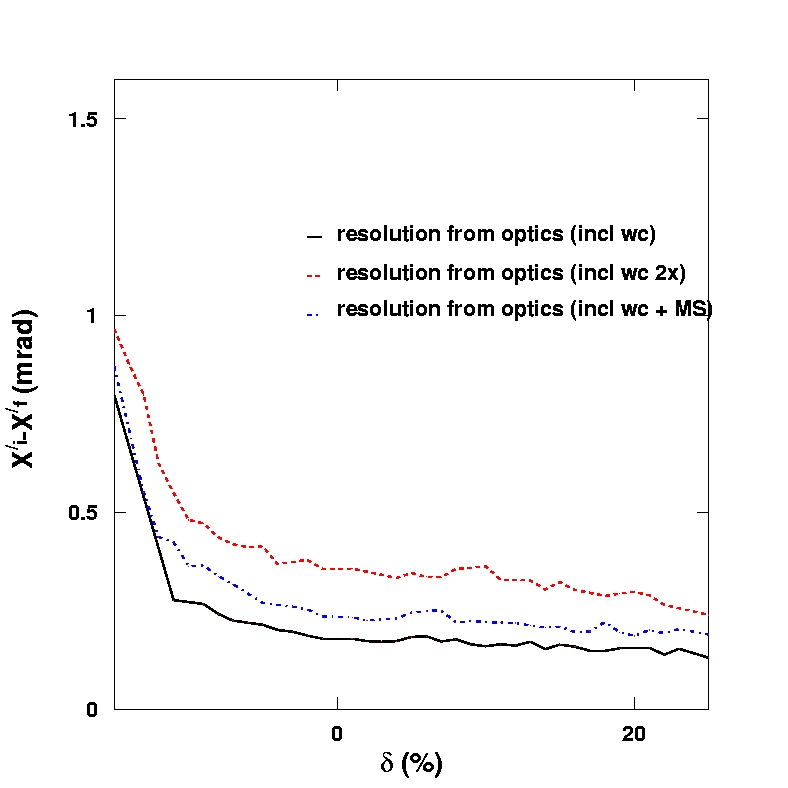 1.5
resolution from optics (incl wc)
resolution from optics (incl wc 2x)
resolution from optics (incl wc + MS)
1
X′i-X′f (mrad)
0.5
0
0 20
δ (%)